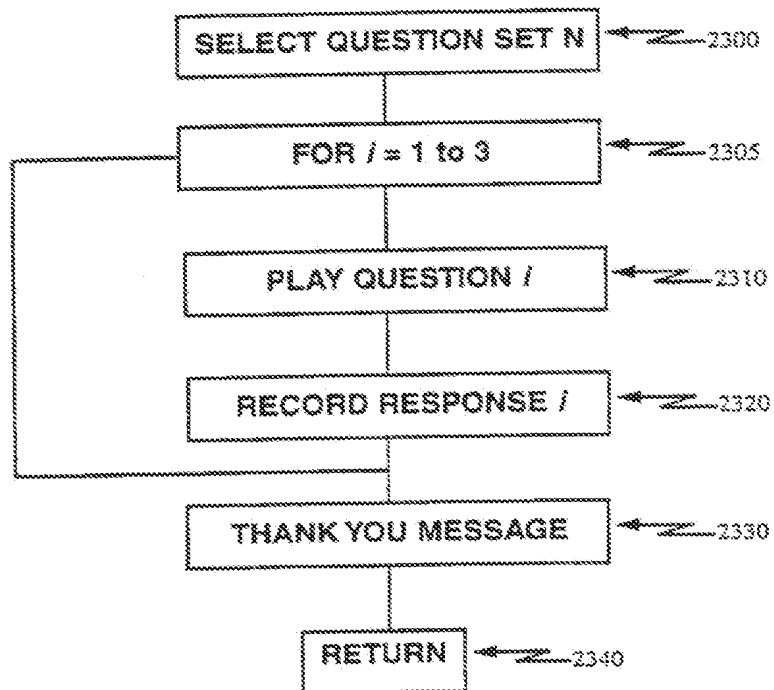 SELECT QUESTION SET N 2300
FOR i = 1 to 3 2305
PLAY QUESTION i 2310
RECORD RESPONSE i 2320
THANK YOU MESSAGE 2330
RETURN 2340